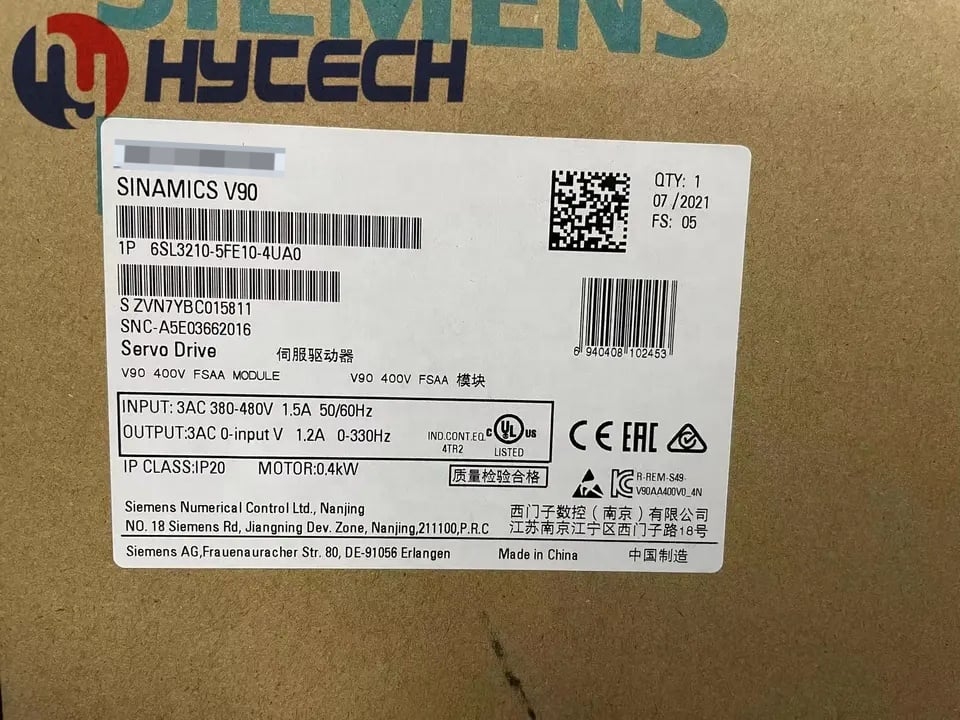 SIEMENS
HYTECH
SINAMICS V90
1P 6SL3210-5FE10-4UA0
S ZVN7YBC015811
SNC-A5E03662016
Servo Drive 伺服驱动器
V90 400V FSAA MODULE V90 400V FSAA 模块
QTY: 1
07 /2021
FS: 05
6 940408 102453
INPUT: 3AC 380-480V 1.5A 50/60Hz
OUTPUT:3AC 0-input V 1.2A 0-330Hz
IND.CONT.EQ.
4TR2
C UL US
LISTED
CE EAC
IP CLASS:IP20 MOTOR:0.4kW
质量检验合格
R-REM-S49-
V90AA400V0_4N
Siemens Numerical Control Ltd., Nanjing
NO. 18 Siemens Rd, Jiangning Dev. Zone, Nanjing,211100,P.R.C
西门子数控（南京）有限公司
江苏南京江宁区西门子路18号
Siemens AG,Frauenauracher Str. 80, DE-91056 Erlangen Made in China 中国制造